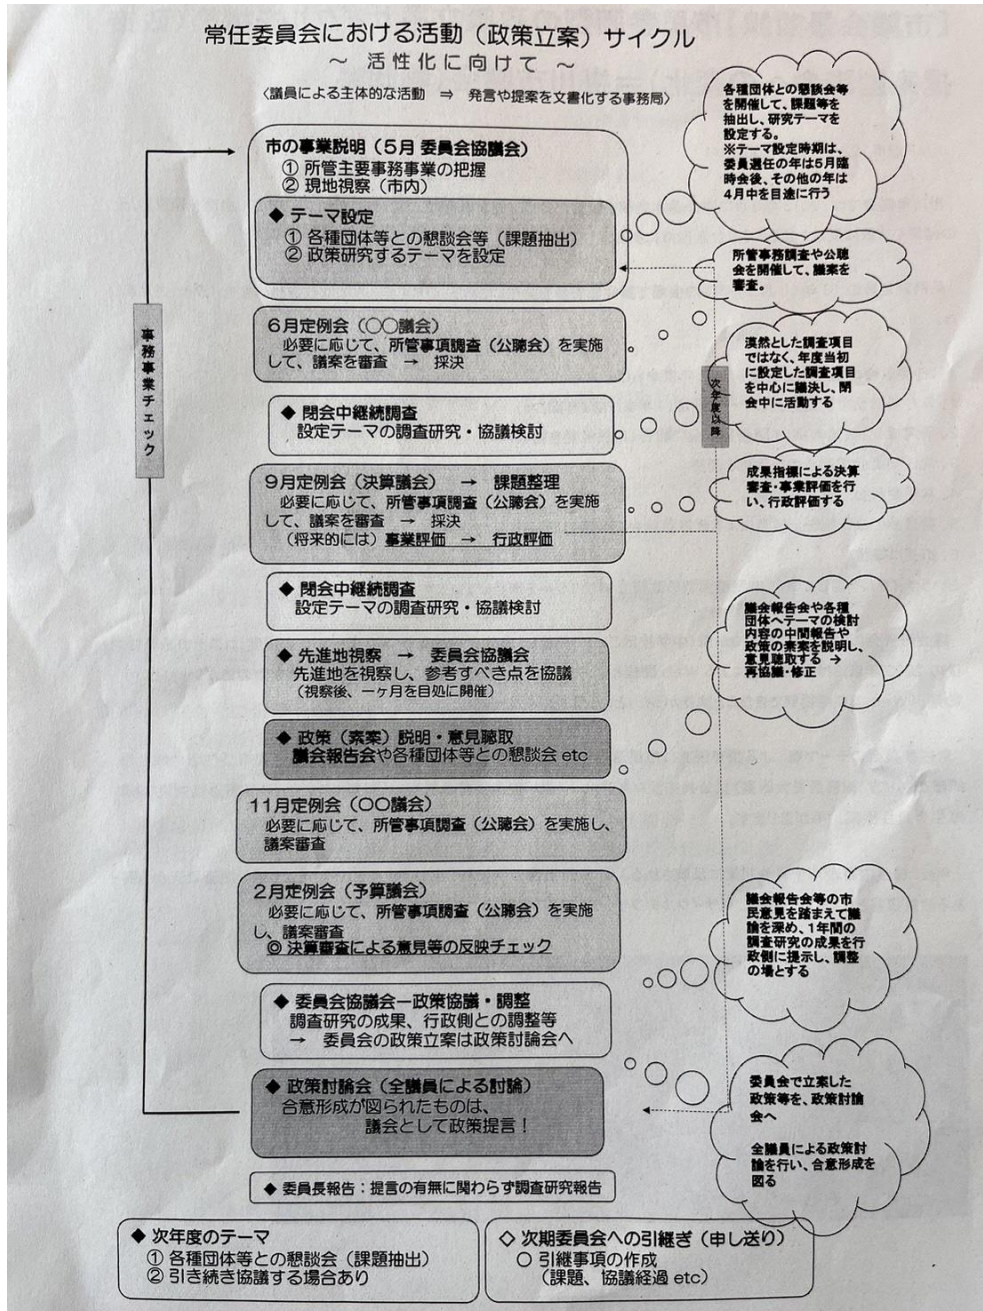 常任委員会における活動（政策立案）サイクル
～ 活性化に向けて ～
〈議員による主体的な活動 ⇒ 発言や提案を文書化する事務局〉
市の事業説明（５月 委員会協議会）
① 所管主要事務事業の把握
② 現地視察（市内）
◆ テーマ設定
① 各種団体等との懇談会等（課題抽出）
② 政策研究するテーマを設定
各種団体との懇談会等
を開催して、課題等を
抽出し、研究テーマを
設定する。
※テーマ設定時期は、
委員選任の年は5月臨
時会後、その他の年は
4月中を目途に行う
事務事業チェック
6月定例会（〇〇議会）
必要に応じて、所管事項調査（公聴会）を実施
して、議案を審査 → 採決
所管事務調査や公聴
会を開催して、議案を
審査。
◆ 閉会中継続調査
設定テーマの調査研究・協議検討
漠然とした調査項目
ではなく、年度当初
に設定した調査項目
を中心に議決し、閉
会中に活動する
次年度以降
9月定例会（決算議会） → 課題整理
必要に応じて、所管事項調査（公聴会）を実施
して、議案を審査 → 採決
（将来的には）事業評価 → 行政評価
成果指標による決算
審査・事業評価を行
い、行政評価する
◆ 閉会中継続調査
設定テーマの調査研究・協議検討
◆ 先進地視察 → 委員会協議会
先進地を視察し、参考すべき点を協議
（視察後、一ヶ月を目処に開催）
◆ 政策（素案）説明・意見聴取
議会報告会や各種団体等との懇談会 etc
議会報告会や各種
団体へテーマの検討
内容の中間報告や
政策の素案を説明し、
意見聴取する →
再協議・修正
11月定例会（〇〇議会）
必要に応じて、所管事項調査（公聴会）を実施し、
議案審査
2月定例会（予算議会）
必要に応じて、所管事項調査（公聴会）を実施
し、議案審査
◎ 決算審査による意見等の反映チェック
議会報告会等の市
民意見を踏まえて議
論を深め、1年間の
調査研究の成果を行
政側に提示し、調整
の場とする
◆ 委員会協議会ー政策協議・調整
調査研究の成果、行政側との調整等
→ 委員会の政策立案は政策討論会へ
◆ 政策討論会（全議員による討論）
合意形成が図られたものは、
議会として政策提言！
委員会で立案した
政策等を、政策討論
会へ
全議員による政策討
論を行い、合意形成を
図る
◆ 委員長報告：提言の有無に関わらず調査研究報告
◆ 次年度のテーマ
① 各種団体等との懇談会（課題抽出）
② 引き続き協議する場合あり
◇ 次期委員会への引継ぎ（申し送り）
〇 引継事項の作成
（課題、協議経過 etc）